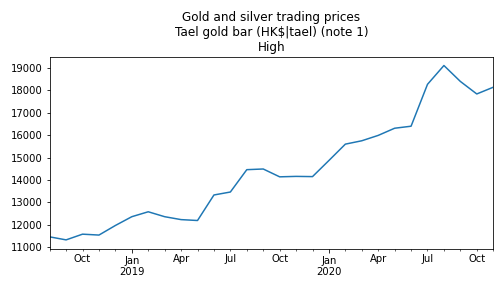 Gold and silver trading prices
Tael gold bar (HK$|tael) (note 1)
High
19000
18000
17000
16000
15000
14000
13000
12000
11000
Oct
Jan
2019
Apr
Jul
Oct
Jan
2020
Apr
Jul
Oct